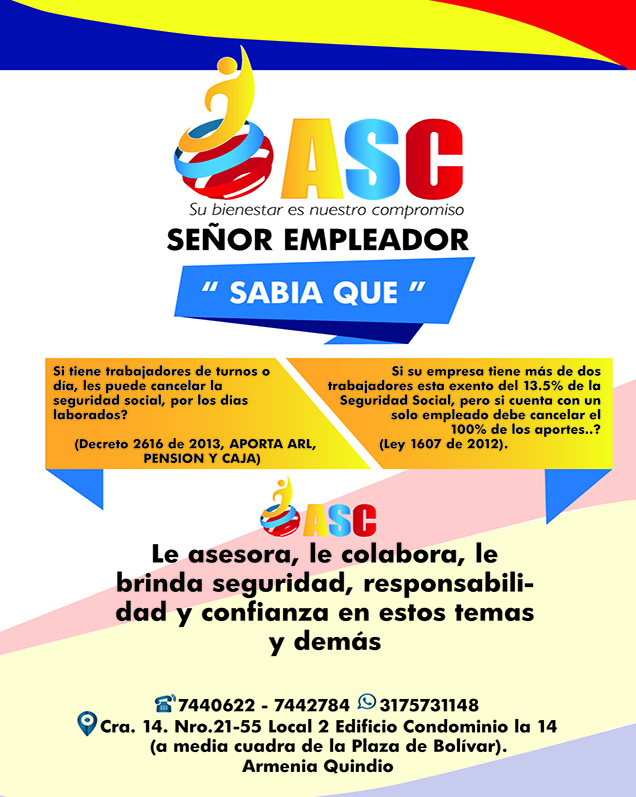 ASC
Su bienestar es nuestro compromiso
SEÑOR EMPLEADOR
“ SABIA QUE ”
Si tiene trabajadores de turnos o
día, les puede cancelar la
seguridad social, por los dias
laborados?
(Decreto 2616 de 2013, APORTA ARL,
PENSION Y CAJA)
Si su empresa tiene más de dos
trabajadores esta exento del 13.5% de la
Seguridad Social, pero si cuenta con un
solo empleado debe cancelar el
100% de los aportes..?
(Ley 1607 de 2012).
ASC
Le asesora, le colabora, le
brinda seguridad, responsabili-
dad y confianza en estos temas
y demás
7440622 - 7442784 3175731148
Cra. 14. Nro.21-55 Local 2 Edificio Condominio la 14
(a media cuadra de la Plaza de Bolívar).
Armenia Quindio